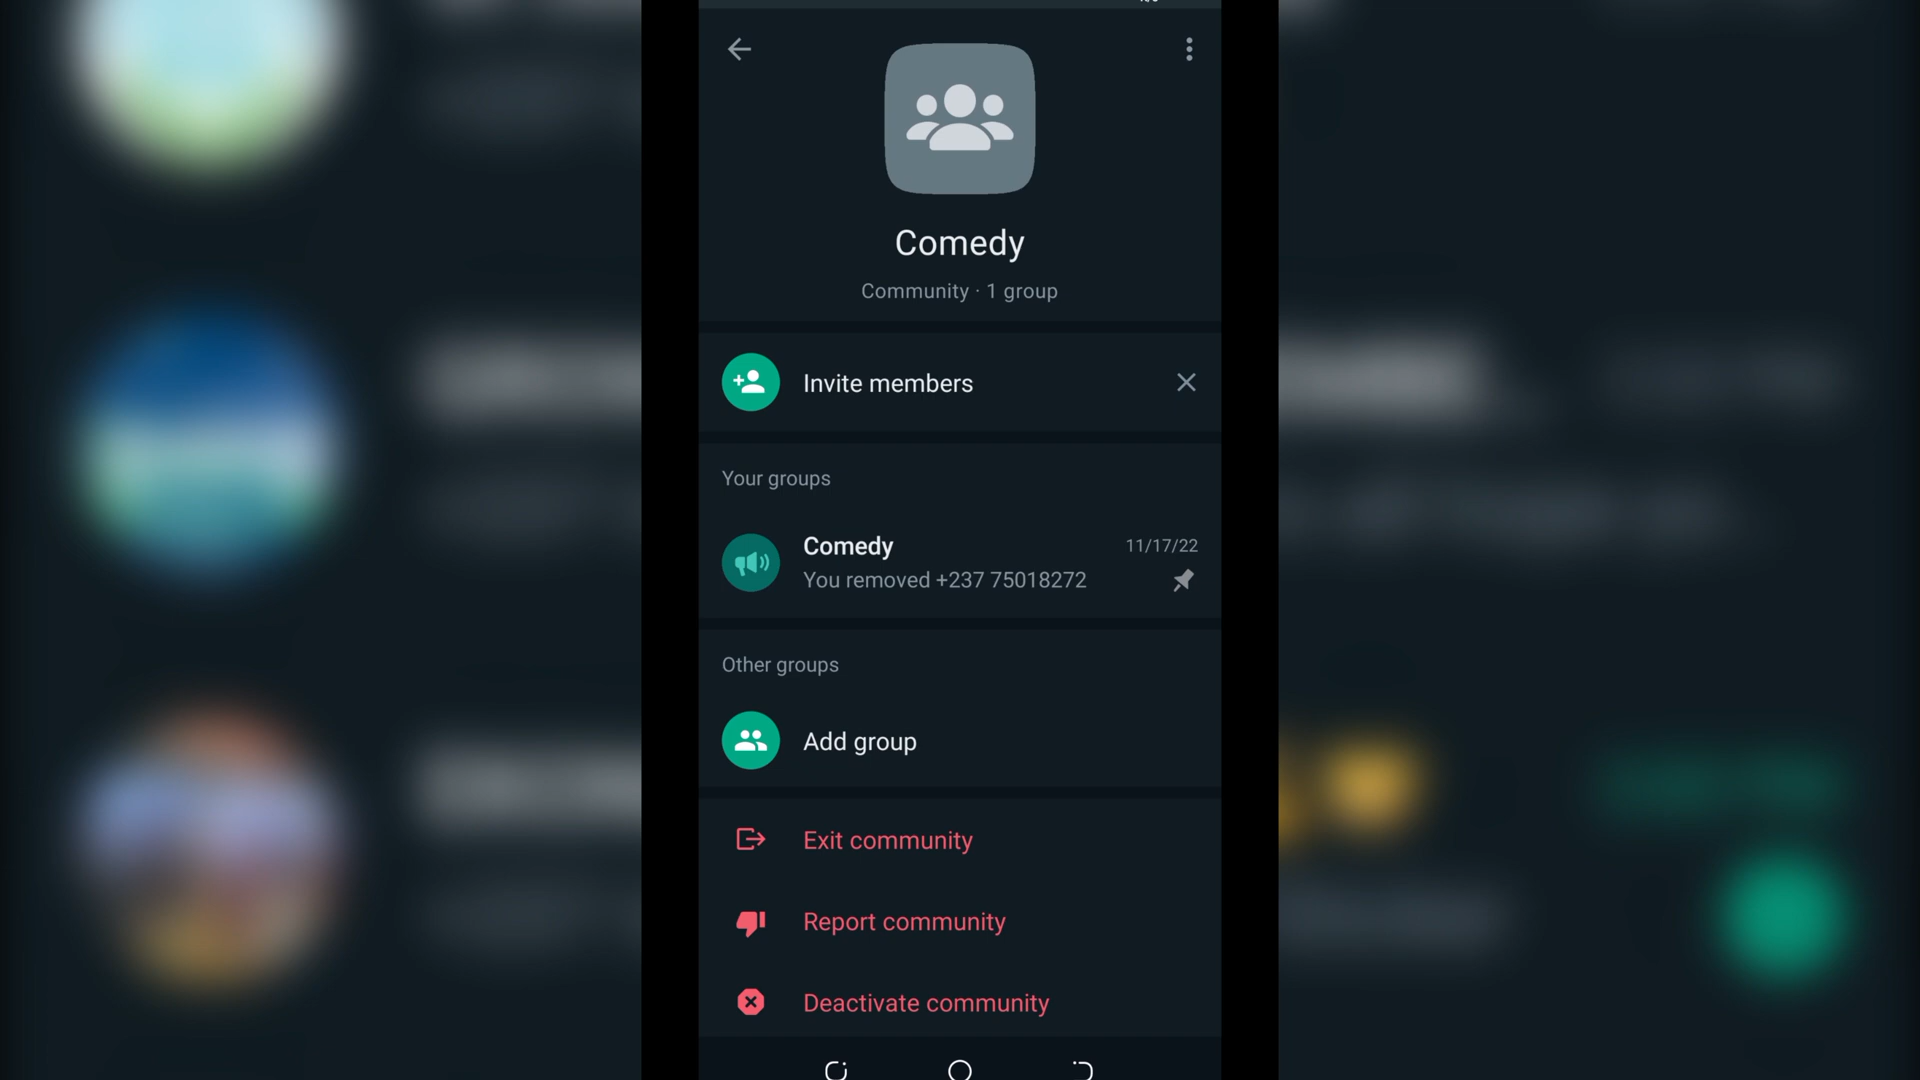 Comedy
Community · 1 group
Invite members
Your groups
Comedy
11/17/22
You removed +237 75018272
Other groups
Add group
Exit community
Report community
Deactivate community